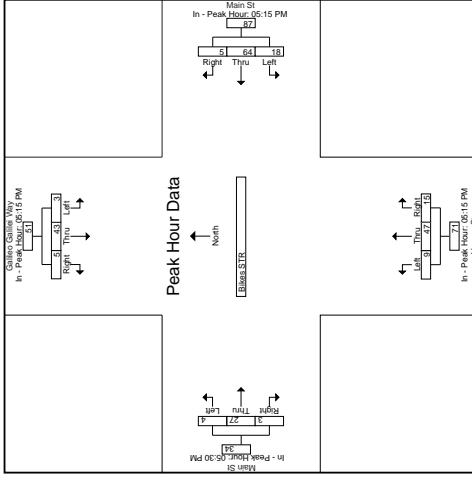 Main St
In - Peak Hour: 05:15 PM
87
5 64 18
Right Thru Left
Galileo Galilei Way
In - Peak Hour: 05:15 PM
51
3 43 5
Left Thru Right
Peak Hour Data
North
Bikes STR
Right Thru Left
15 47 9
71
In - Peak Hour: 05:15 PM
Left Thru Right
4 27 3
34
In - Peak Hour: 05:30 PM
Main St